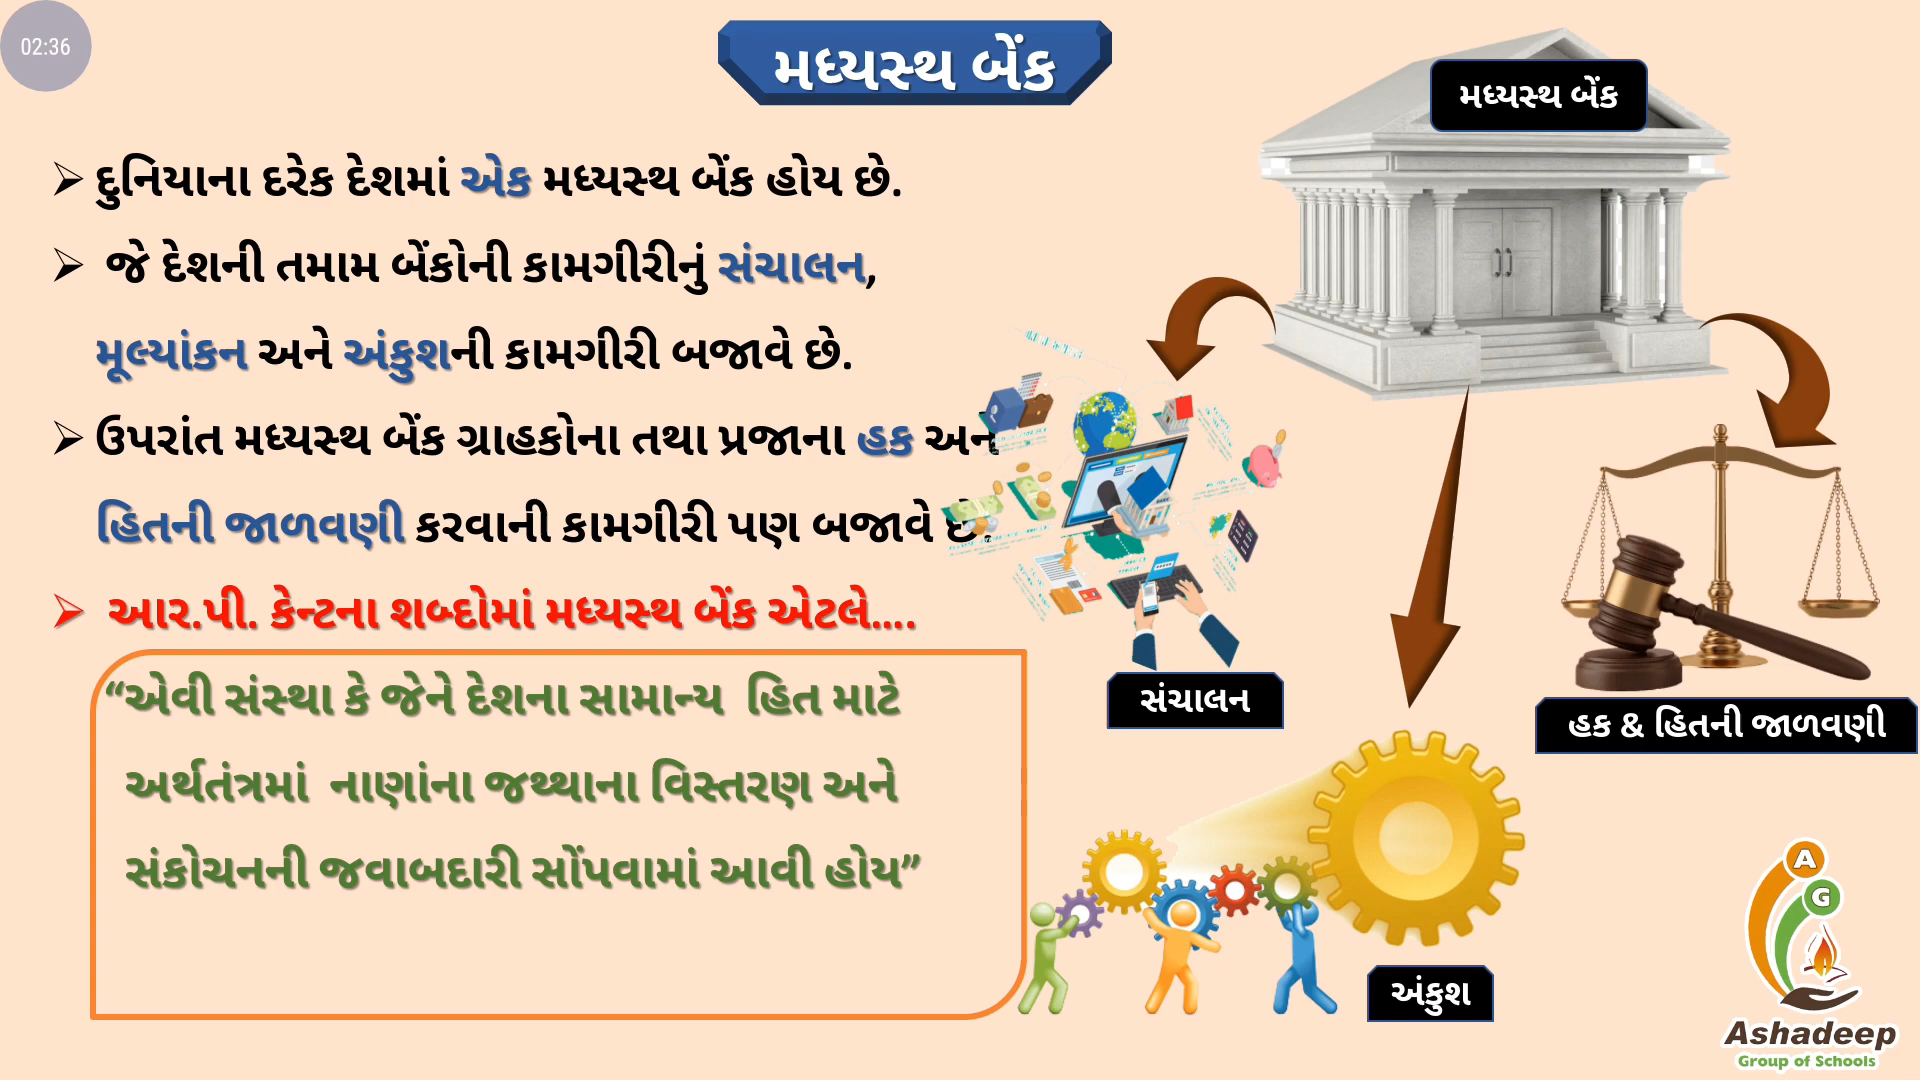 02:36
મધ્યસ્થ બેંક
મધ્યસ્થ બેંક
દુનિયાના દરેક દેશમાં એક મધ્યસ્થ બેંક હોય છે.
જે દેશની તમામ બેંકોની કામગીરીનું સંચાલન,
મૂલ્યાંકન અને અંકુશની કામગીરી બજાવે છે.
ઉપરાંત મધ્યસ્થ બેંક ગ્રાહકોના તથા પ્રજાના હક અને
હિતની જાળવણી કરવાની કામગીરી પણ બજાવે છે.
આર.પી. કેન્ટના શબ્દોમાં મધ્યસ્થ બેંક એટલે....
“એવી સંસ્થા કે જેને દેશના સામાન્ય હિત માટે
અર્થતંત્રમાં નાણાંના જથ્થાના વિસ્તરણ અને
સંકોચનની જવાબદારી સોંપવામાં આવી હોય”
સંચાલન
હક & હિતની જાળવણી
અંકુશ
A
G
Ashadeep
Group of Schools